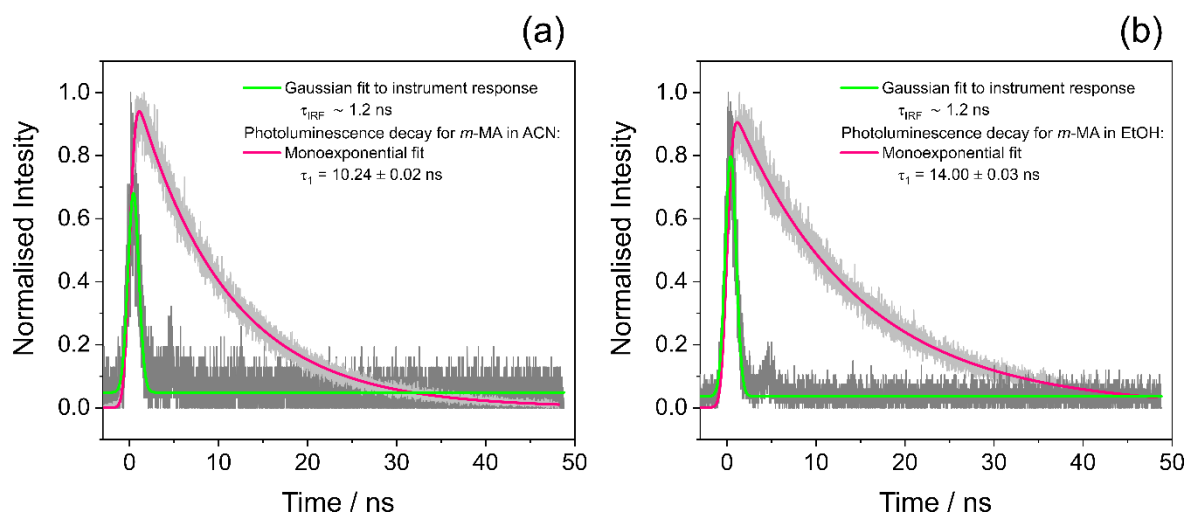 (a)
Gaussian fit to instrument response
τIRF ~ 1.2 ns
Photoluminescence decay for m-MA in ACN:
Monoexponential fit
τ1 = 10.24 ± 0.02 ns
Normalised Intesity
1.0
0.8
0.6
0.4
0.2
0.0
0 10 20 30 40 50
Time / ns
(b)
Gaussian fit to instrument response
τIRF ~ 1.2 ns
Photoluminescence decay for m-MA in EtOH:
Monoexponential fit
τ1 = 14.00 ± 0.03 ns
Normalised Intesity
1.0
0.8
0.6
0.4
0.2
0.0
0 10 20 30 40 50
Time / ns